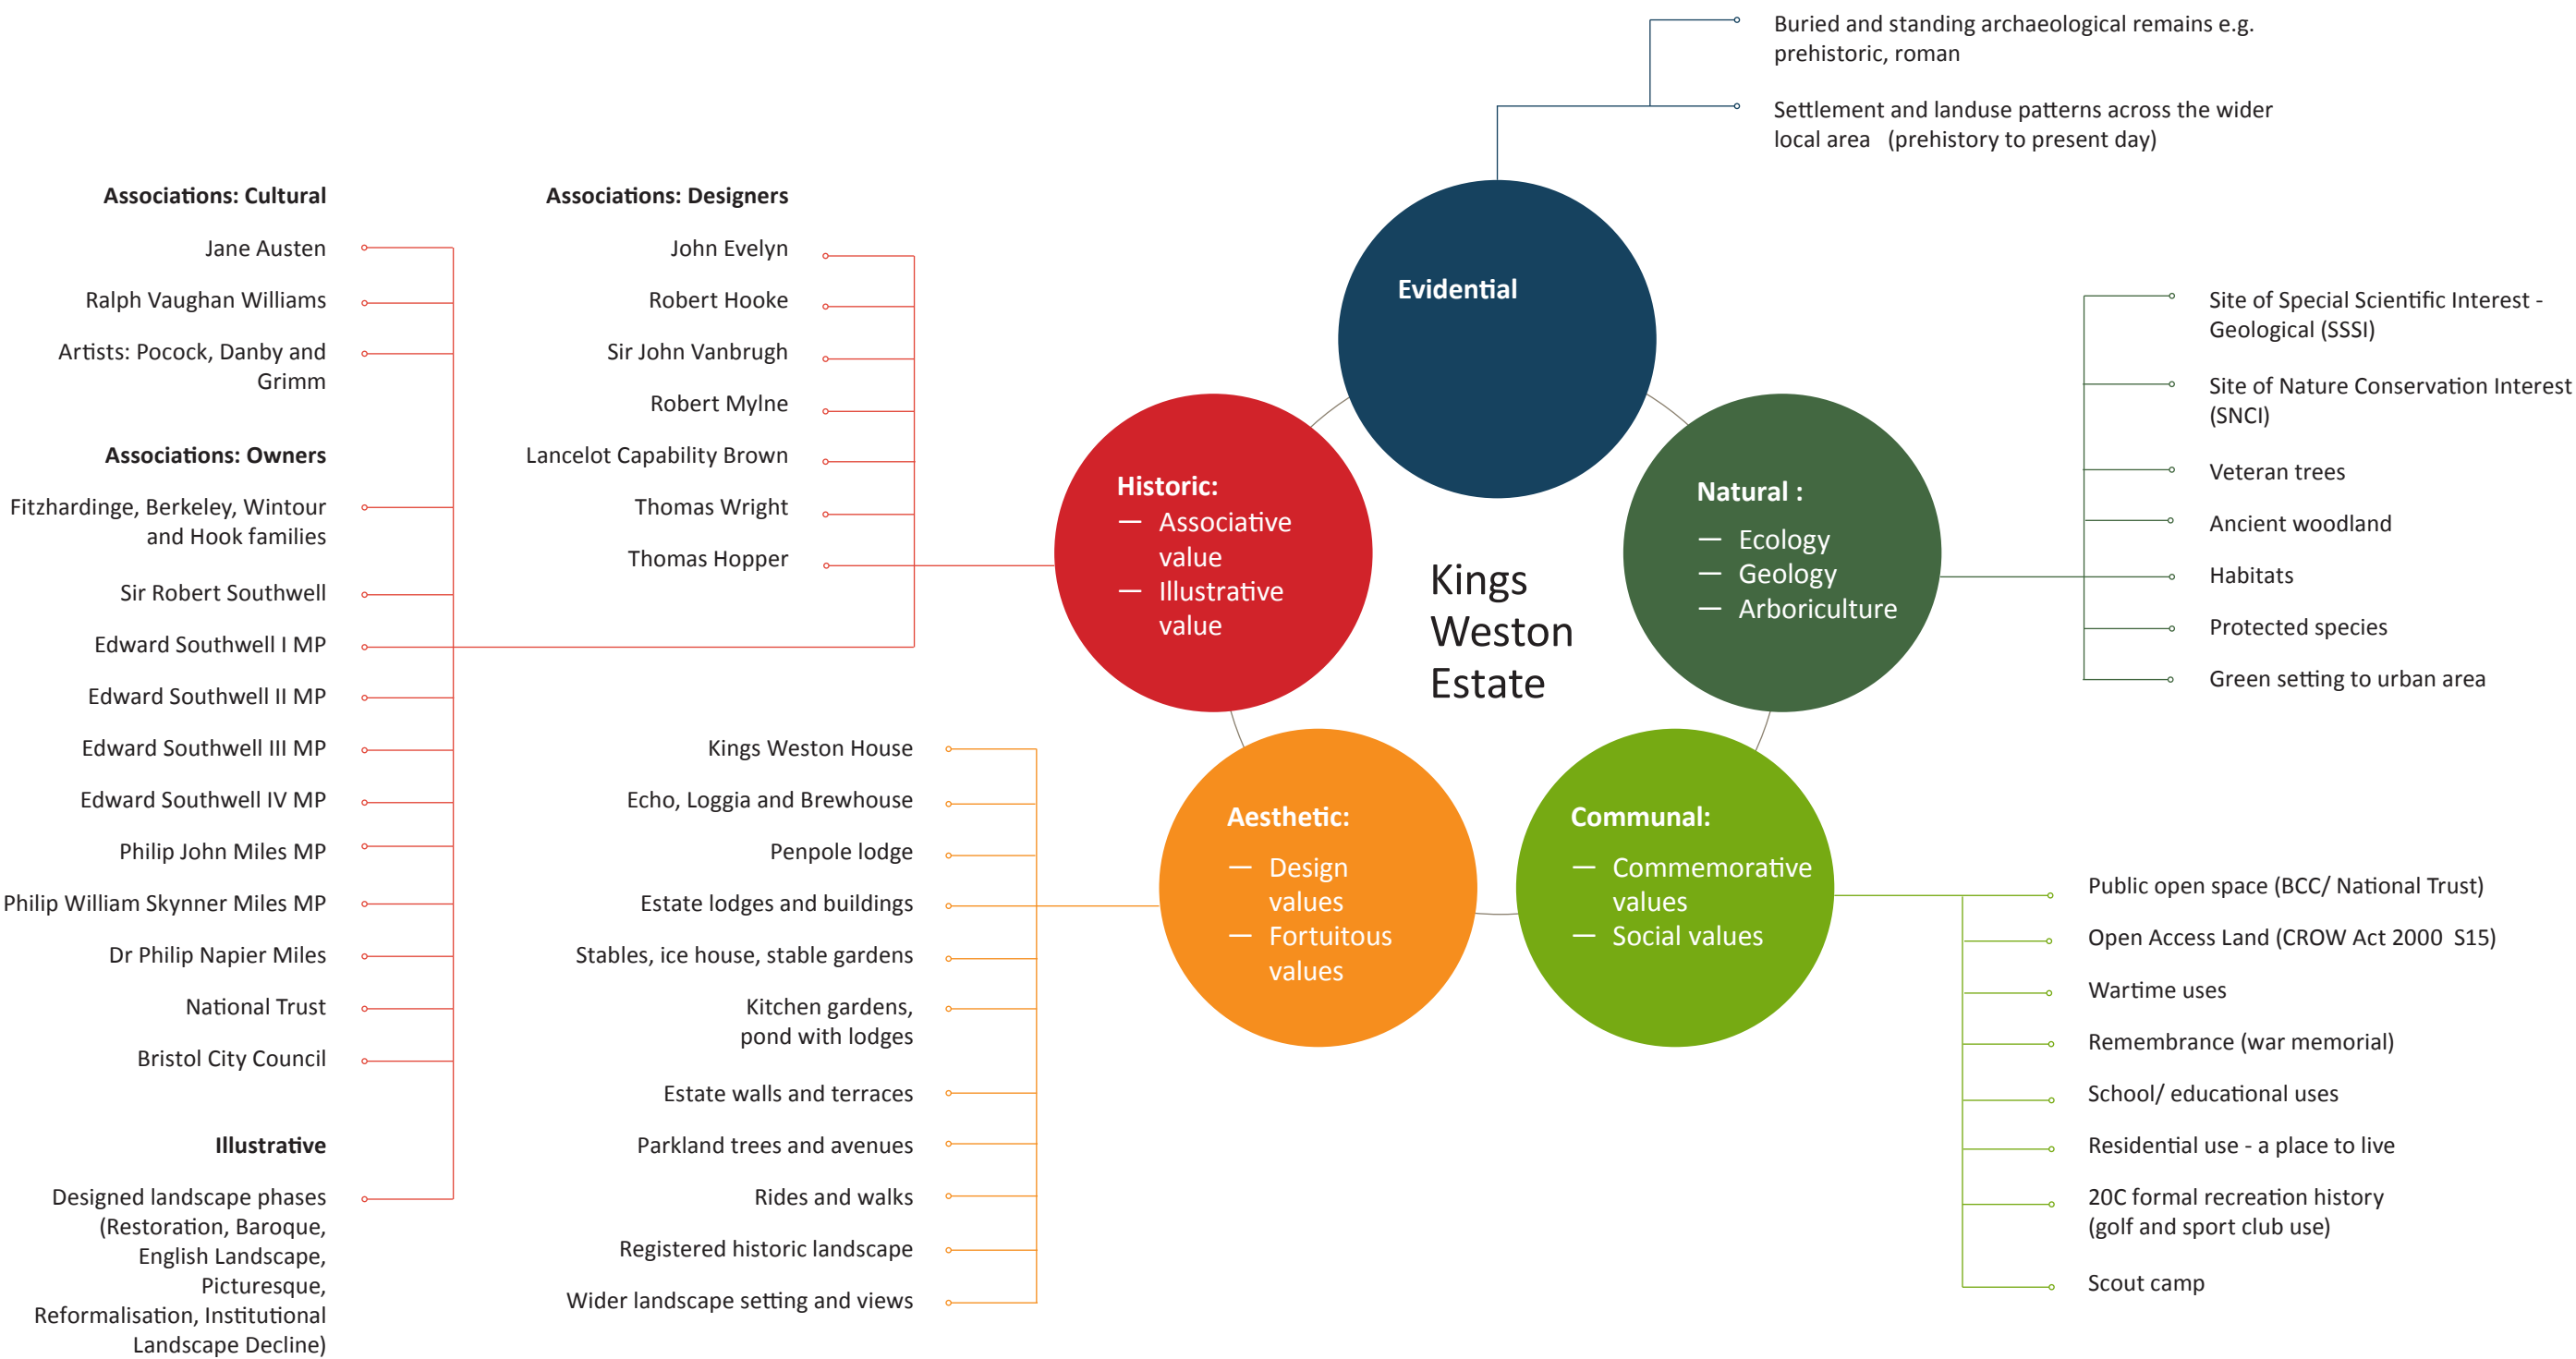 Buried and standing archaeological remains e.g.
prehistoric, roman
Settlement and landuse patterns across the wider
local area (prehistory to present day)
Associations: Cultural
Jane Austen
Ralph Vaughan Williams
Artists: Pocock, Danby and
Grimm
Associations: Owners
Fitzhardinge, Berkeley, Wintour
and Hook families
Sir Robert Southwell
Edward Southwell I MP
Edward Southwell II MP
Edward Southwell III MP
Edward Southwell IV MP
Philip John Miles MP
Philip William Skynner Miles MP
Dr Philip Napier Miles
National Trust
Bristol City Council
Illustrative
Designed landscape phases
(Restoration, Baroque,
English Landscape,
Picturesque,
Reformalisation, Institutional
Landscape Decline)
Associations: Designers
John Evelyn
Robert Hooke
Sir John Vanbrugh
Robert Mylne
Lancelot Capability Brown
Thomas Wright
Thomas Hopper
Kings Weston House
Echo, Loggia and Brewhouse
Penpole lodge
Estate lodges and buildings
Stables, ice house, stable gardens
Kitchen gardens,
pond with lodges
Estate walls and terraces
Parkland trees and avenues
Rides and walks
Registered historic landscape
Wider landscape setting and views
Evidential
Historic:
— Associative
value
— Illustrative
value
Kings
Weston
Estate
Natural :
— Ecology
— Geology
— Arboriculture
Aesthetic:
— Design
values
— Fortuitous
values
Communal:
— Commemorative
values
— Social values
Site of Special Scientific Interest -
Geological (SSSI)
Site of Nature Conservation Interest
(SNCI)
Veteran trees
Ancient woodland
Habitats
Protected species
Green setting to urban area
Public open space (BCC/ National Trust)
Open Access Land (CROW Act 2000 S15)
Wartime uses
Remembrance (war memorial)
School/ educational uses
Residential use - a place to live
20C formal recreation history
(golf and sport club use)
Scout camp